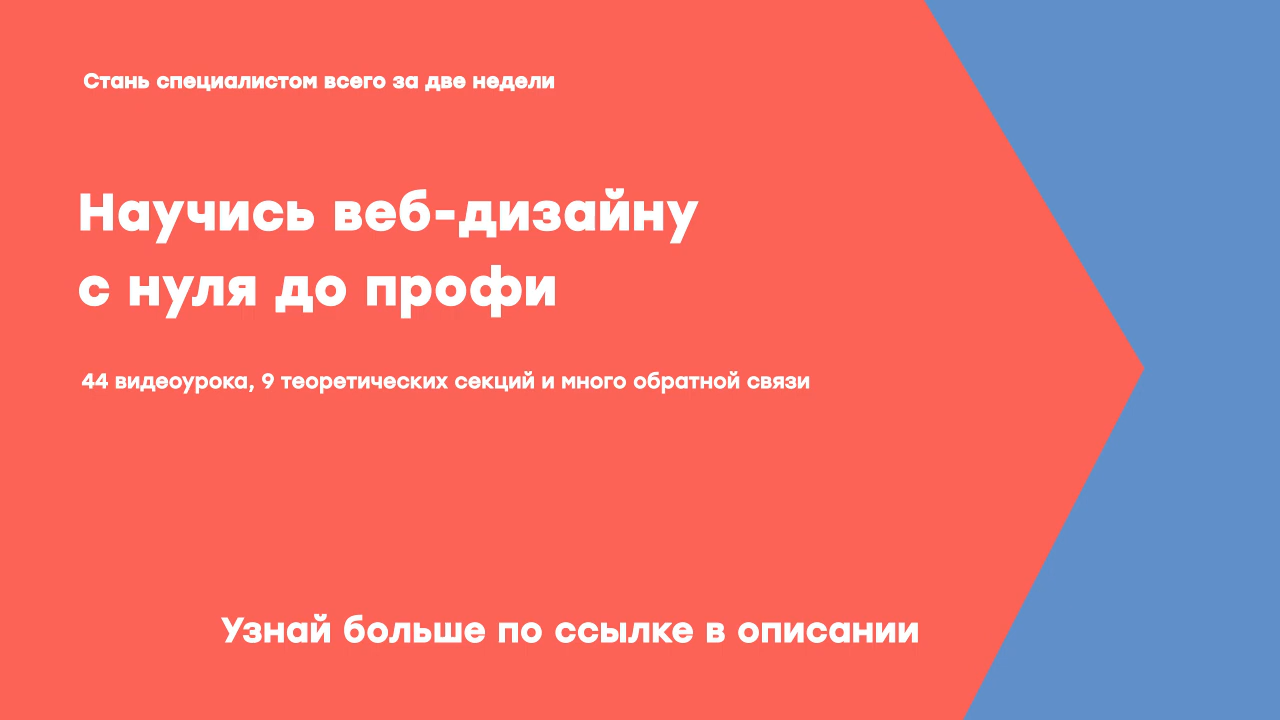 Стань специалистом всего за две недели
Научись веб-дизайну
с нуля до профи
44 видеоурока, 9 теоретических секций и много обратной связи
Узнай больше по ссылке в описании